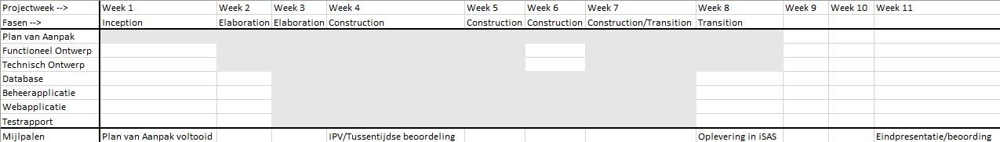 Projectweek --> Week 1 Week 2 Week 3 Week 4 Week 5 Week 6 Week 7 Week 8 Week 9 Week 10 Week 11
Fasen --> Inception Elaboration Elaboration Construction Construction Construction Construction/Transition Transition
Plan van Aanpak
Functioneel Ontwerp
Technisch Ontwerp
Database
Beheerapplicatie
Webapplicatie
Testrapport
Mijlpalen Plan van Aanpak voltooid IPV/Tussentijdse beoordeling Oplevering in iSAS Eindpresentatie/beoording